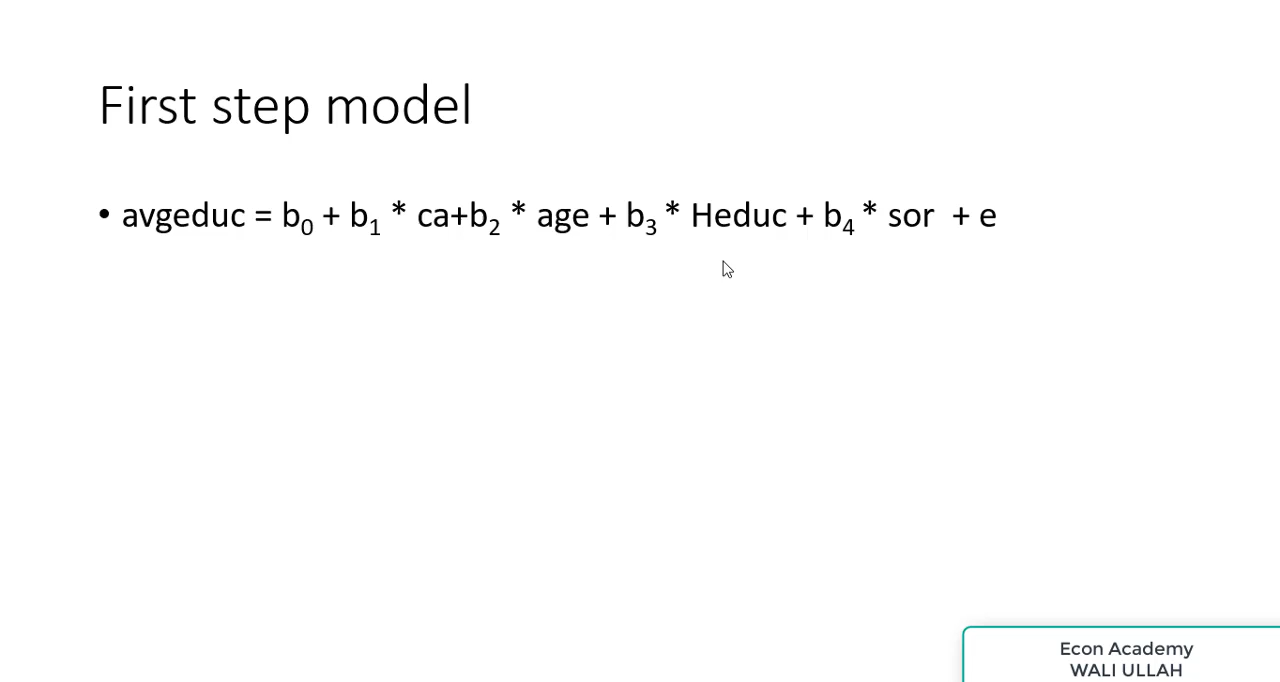 First step model
• avgeduc = b₀ + b₁ * ca+b₂ * age + b₃ * Heduc + b₄ * sor + e
Econ Academy
WALI ULLAH